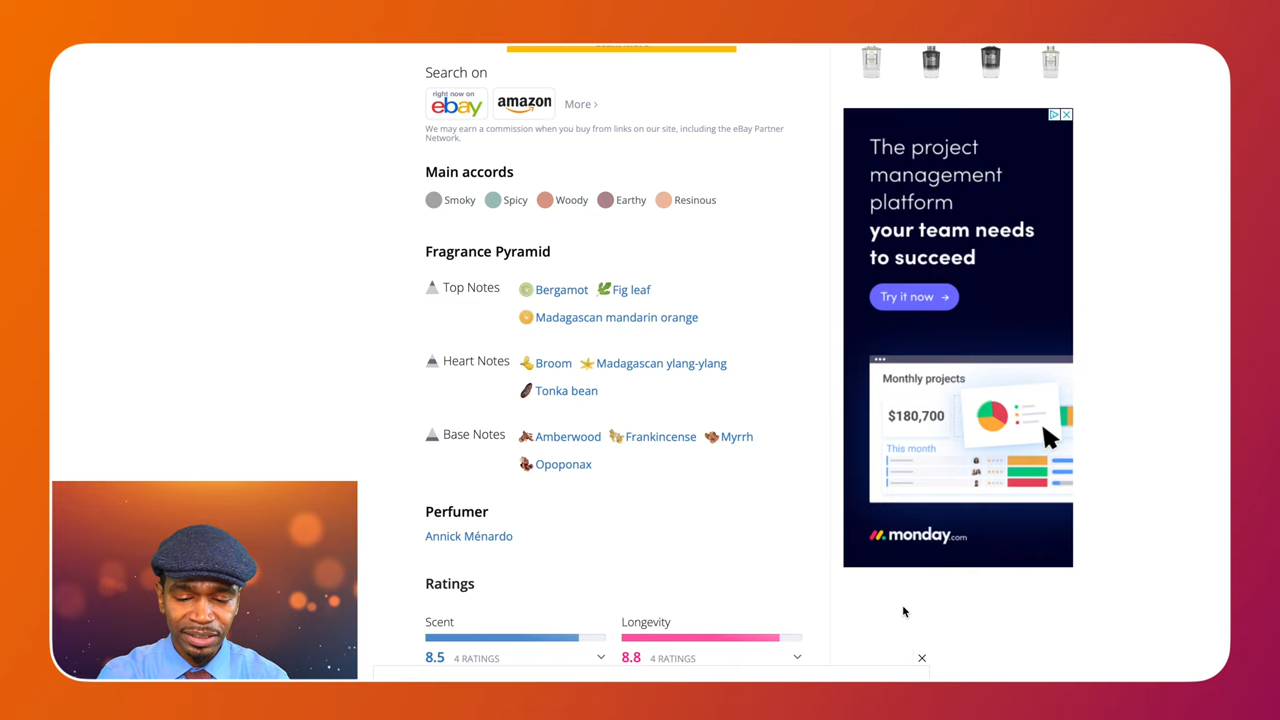 Search on
right now on
ebay
amazon
More ›
We may earn a commission when you buy from links on our site, including the eBay Partner
Network.
Main accords
Smoky Spicy Woody Earthy Resinous
Fragrance Pyramid
Top Notes Bergamot Fig leaf
Madagascan mandarin orange
Heart Notes Broom Madagascan ylang-ylang
Tonka bean
Base Notes Amberwood Frankincense Myrrh
Opoponax
Perfumer
Annick Ménardo
Ratings
Scent Longevity
8.5 4 RATINGS 8.8 4 RATINGS
The project
management
platform
your team needs
to succeed
Try it now →
Monthly projects
$180,700
This month
monday.com